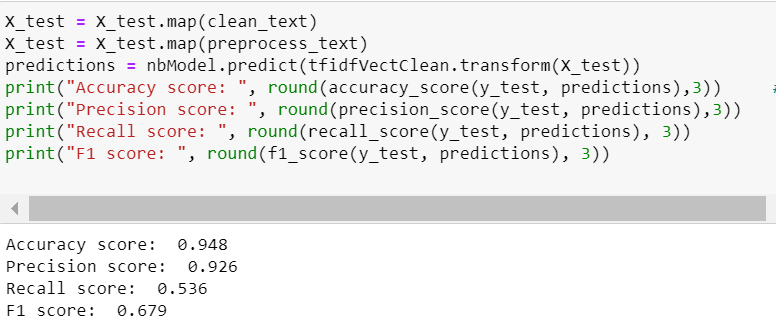 X_test = X_test.map(clean_text)
X_test = X_test.map(preprocess_text)
predictions = nbModel.predict(tfidfVectClean.transform(X_test))
print("Accuracy score: ", round(accuracy_score(y_test, predictions),3))    #
print("Precision score: ", round(precision_score(y_test, predictions),3))
print("Recall score: ", round(recall_score(y_test, predictions), 3))
print("F1 score: ", round(f1_score(y_test, predictions), 3))
Accuracy score:  0.948
Precision score:  0.926
Recall score:  0.536
F1 score:  0.679